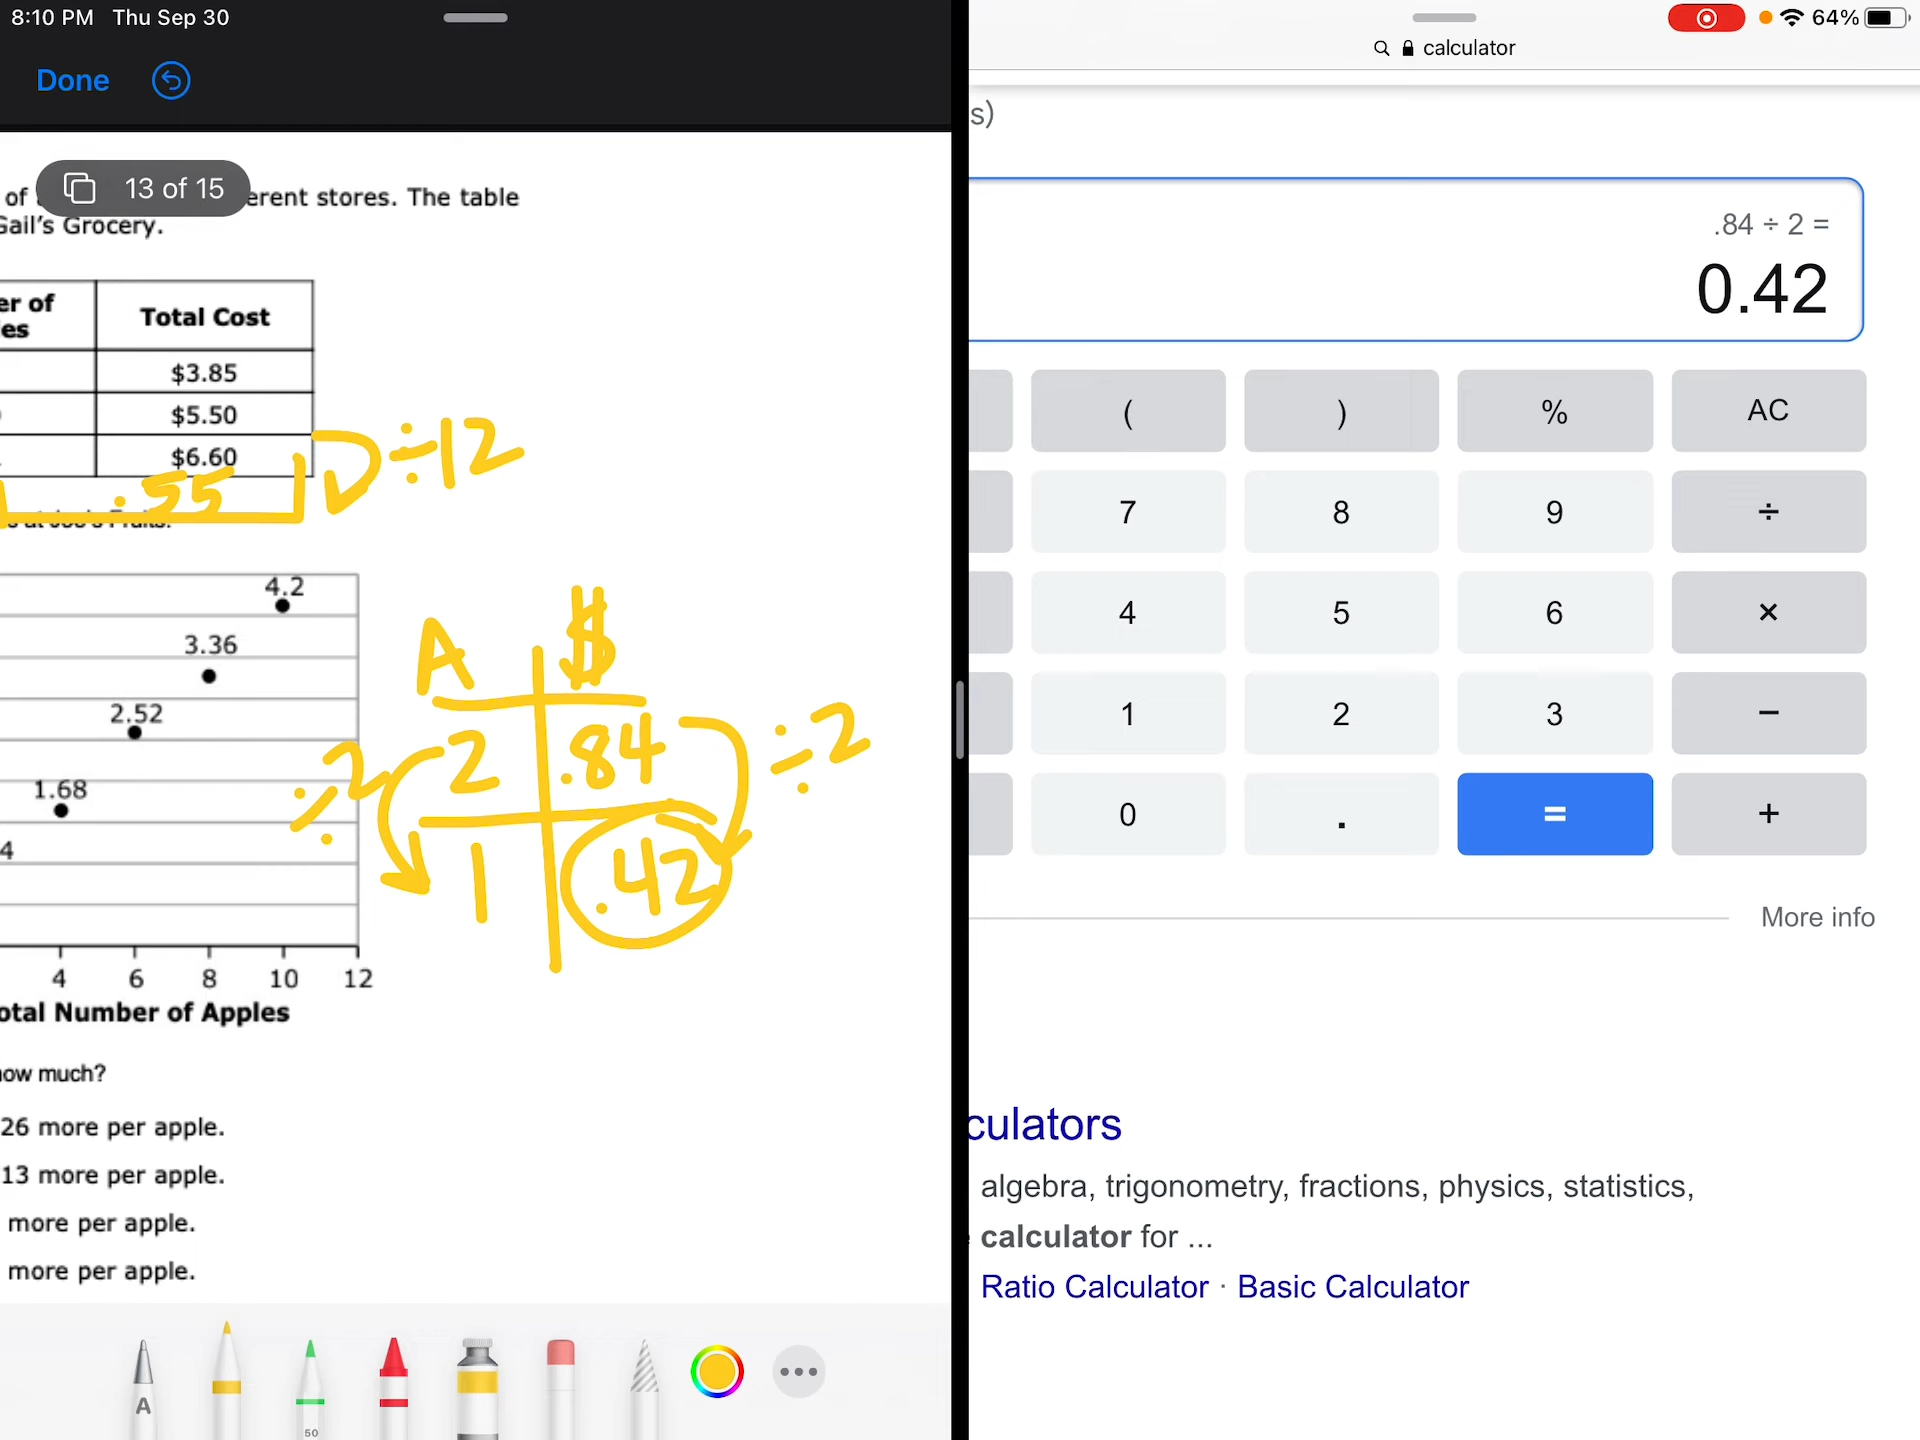 8:10 PM Thu Sep 30
Done
13 of 15
of erent stores. The table
Gail's Grocery.
er of
es
Total Cost
$3.85
$5.50
$6.60
.55
÷12
4.2
3.36
2.52
1.68
4
A $
2 .84
÷2 ÷2
1 .42
4 6 8 10 12
otal Number of Apples
ow much?
26 more per apple.
13 more per apple.
more per apple.
more per apple.
A
50
64%
calculator
s)
.84 ÷ 2 =
0.42
( ) % AC
7 8 9 ÷
4 5 6 ×
1 2 3 −
0 . = +
More info
culators
algebra, trigonometry, fractions, physics, statistics,
calculator for ...
Ratio Calculator · Basic Calculator